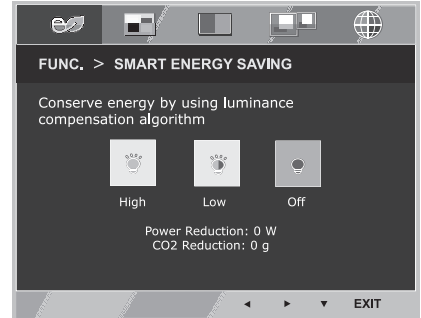 FUNC. > SMART ENERGY SAVING
Conserve energy by using luminance
compensation algorithm
High Low Off
Power Reduction: 0 W
CO2 Reduction: 0 g
◄ ► ▼ EXIT